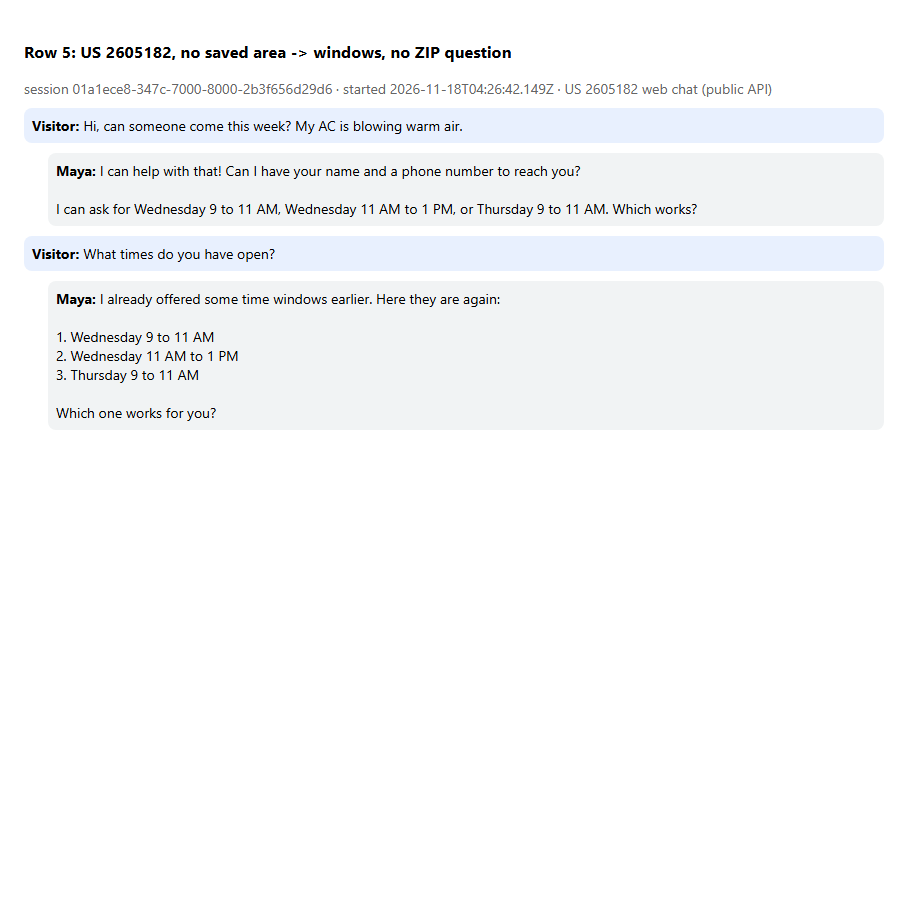 Row 5: US 2605182, no saved area -> windows, no ZIP question
session 01a1ece8-347c-7000-8000-2b3f656d29d6 · started 2026-11-18T04:26:42.149Z · US 2605182 web chat (public API)
Visitor: Hi, can someone come this week? My AC is blowing warm air.
Maya: I can help with that! Can I have your name and a phone number to reach you?
I can ask for Wednesday 9 to 11 AM, Wednesday 11 AM to 1 PM, or Thursday 9 to 11 AM. Which works?
Visitor: What times do you have open?
Maya: I already offered some time windows earlier. Here they are again:
1. Wednesday 9 to 11 AM
2. Wednesday 11 AM to 1 PM
3. Thursday 9 to 11 AM
Which one works for you?